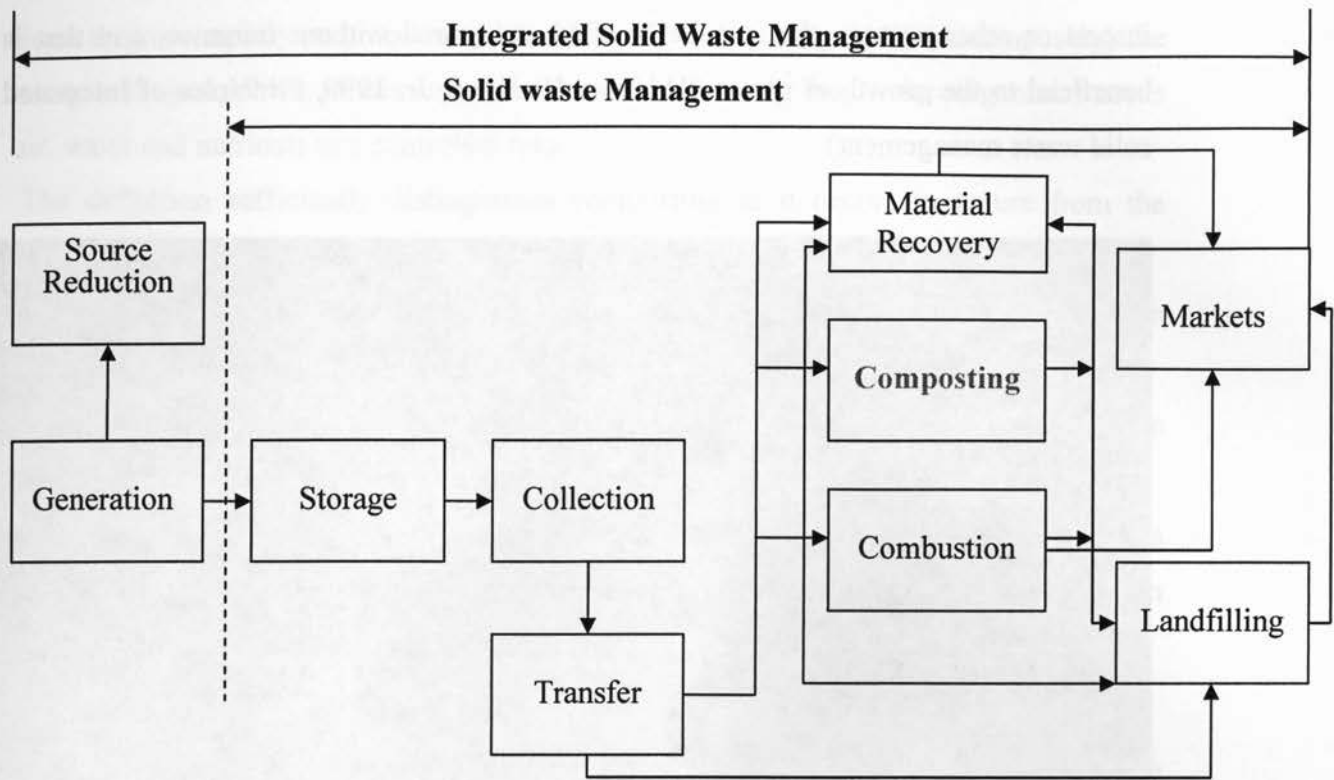 Integrated Solid Waste Management
Solid waste Management
Source
Reduction
Material
Recovery
Markets
Composting
Generation
Storage
Collection
Combustion
Landfilling
Transfer